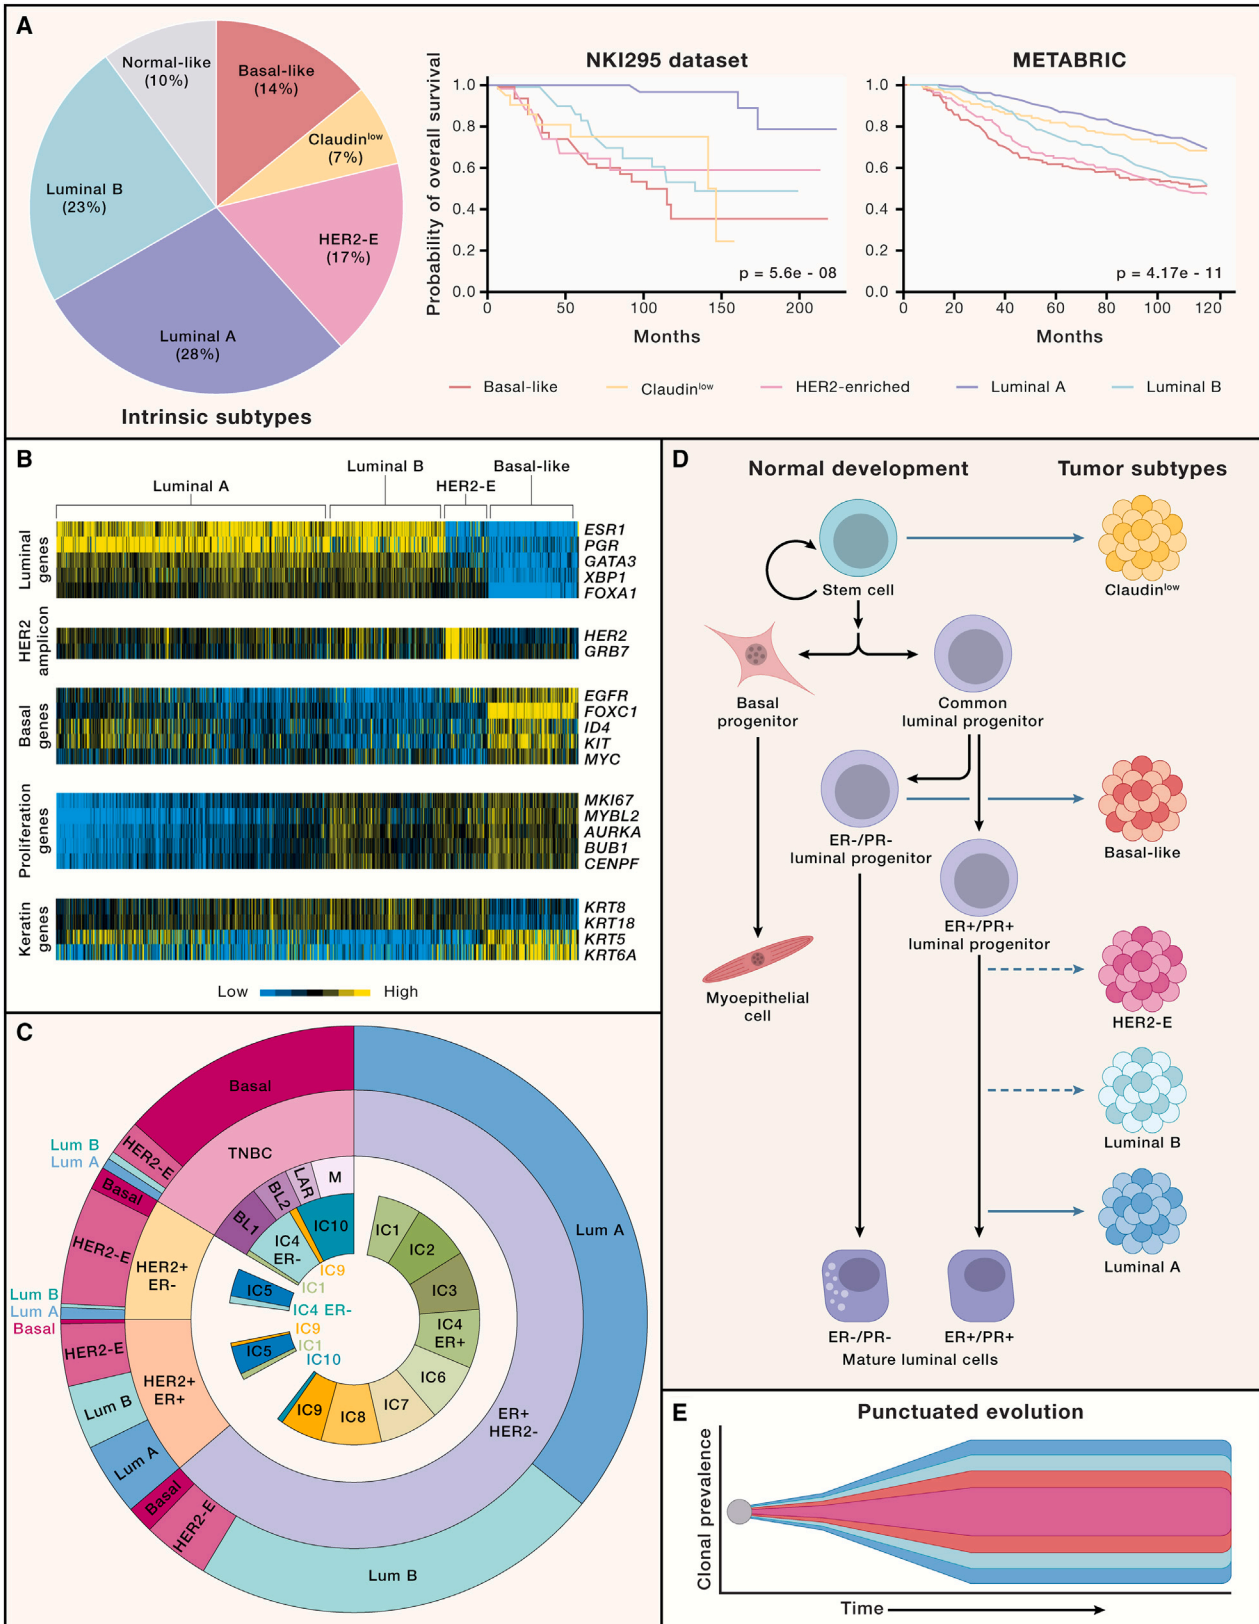 A
Normal-like
(10%)
Basal-like
(14%)
Claudinlow
(7%)
Luminal B
(23%)
HER2-E
(17%)
Luminal A
(28%)
Intrinsic subtypes
NKI295 dataset
Probability of overall survival
1.0
0.8
0.6
0.4
0.2
0.0
0
50
100
150
200
p = 5.6e - 08
Months
METABRIC
1.0
0.8
0.6
0.4
0.2
0.0
0
20
40
60
80
100
120
p = 4.17e - 11
Months
Basal-like
Claudinlow
HER2-enriched
Luminal A
Luminal B
B
Luminal A
Luminal B
HER2-E
Basal-like
Luminal
genes
ESR1
PGR
GATA3
XBP1
FOXA1
HER2
amplicon
HER2
GRB7
Basal
genes
EGFR
FOXC1
ID4
KIT
MYC
Proliferation
genes
MKI67
MYBL2
AURKA
BUB1
CENPF
Keratin
genes
KRT8
KRT18
KRT5
KRT6A
Low
High
C
Basal
HER2-E
Lum B
Lum A
Basal
HER2-E
Lum B
Lum A
Basal
HER2-E
Lum B
Lum A
Basal
HER2-E
Lum B
Lum A
TNBC
HER2+
ER-
HER2+
ER+
ER+
HER2-
BL1
BL2
LAR
M
IC4
ER-
IC10
IC9
IC1
IC5
IC4 ER-
IC9
IC5
IC1
IC10
IC1
IC2
IC3
IC4
ER+
IC6
IC7
IC8
IC9
D
Normal development
Tumor subtypes
Stem cell
Claudinlow
Basal
progenitor
Common
luminal progenitor
ER-/PR-
luminal progenitor
Basal-like
ER+/PR+
luminal progenitor
Myoepithelial
cell
HER2-E
Luminal B
Luminal A
ER-/PR-
ER+/PR+
Mature luminal cells
E
Punctuated evolution
Clonal prevalence
Time